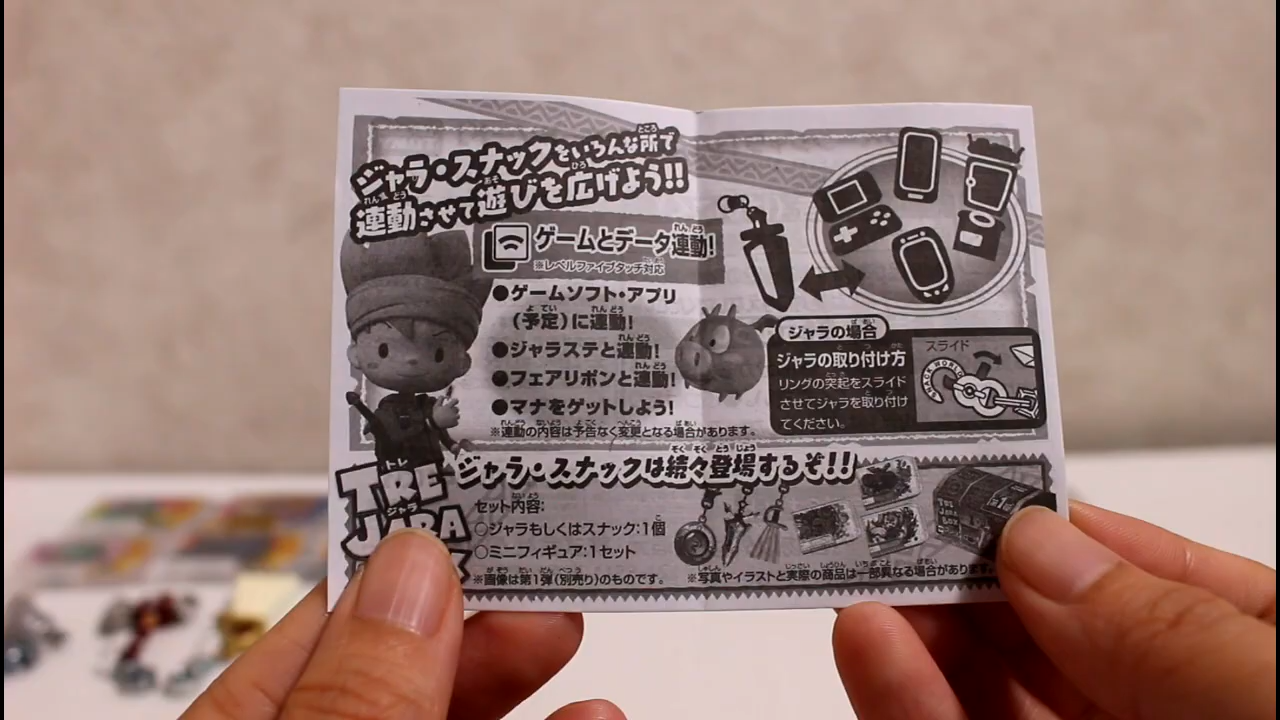 ジャラ・スナックをいろんな所で
連動させて遊びを広げよう!!
ゲームとデータ連動!
※レベルファイブタッチ対応
●ゲームソフト・アプリ
(予定)に連動!
●ジャラステと連動!
●フェアリポンと連動!
●マナをゲットしよう!
※連動の内容は予告なく変更となる場合があります。
ジャラの場合
ジャラの取り付け方
リングの突起をスライド
させてジャラを取り付け
てください。
スライド
SNACK WORLD
ジャラ・スナックは続々登場するぞ!!
トレ
TRE
ジャラ
JARA
セット内容:
○ジャラもしくはスナック:1個
○ミニフィギュア:1セット
※画像は第1弾(別売り)のものです。
TRE
JARA
BOX
※写真やイラストと実際の商品は一部異なる場合があります。